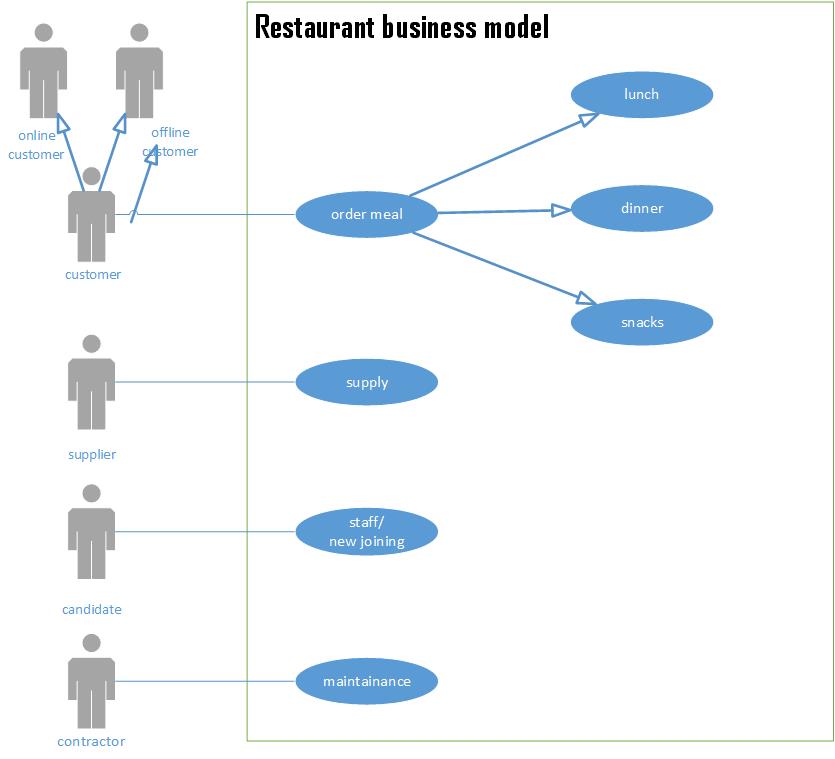 Restaurant business model
online
customer
offline
customer
customer
lunch
order meal
dinner
snacks
supplier
supply
candidate
staff/
new joining
contractor
maintainance